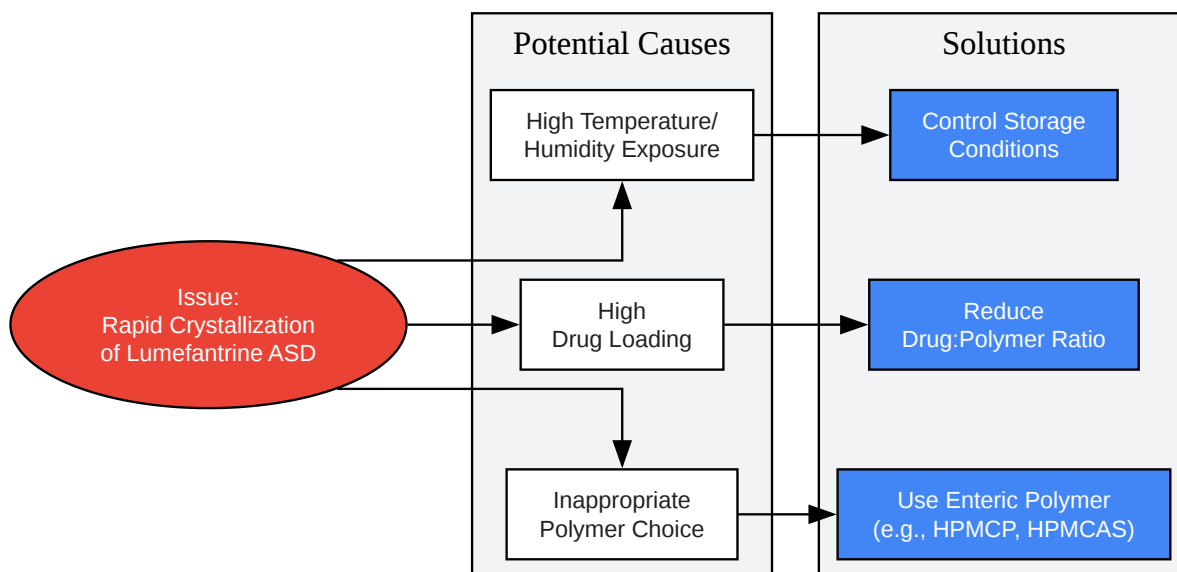 Potential Causes
Solutions
High Temperature/
Humidity Exposure
Control Storage
Conditions
Issue:
Rapid Crystallization
of Lumefantrine ASD
High
Drug Loading
Reduce
Drug:Polymer Ratio
Inappropriate
Polymer Choice
Use Enteric Polymer
(e.g., HPMCP, HPMCAS)